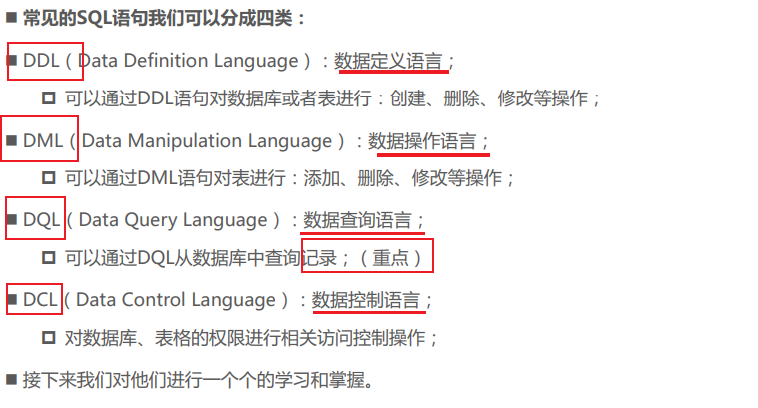 常见的SQL语句我们可以分成四类：
DDL（Data Definition Language）：数据定义语言；
可以通过DDL语句对数据库或者表进行：创建、删除、修改等操作；
DML（Data Manipulation Language）：数据操作语言；
可以通过DML语句对表进行：添加、删除、修改等操作；
DQL（Data Query Language）：数据查询语言；
可以通过DQL从数据库中查询记录；（重点）
DCL（Data Control Language）：数据控制语言；
对数据库、表格的权限进行相关访问控制操作；
接下来我们对他们进行一个个的学习和掌握。